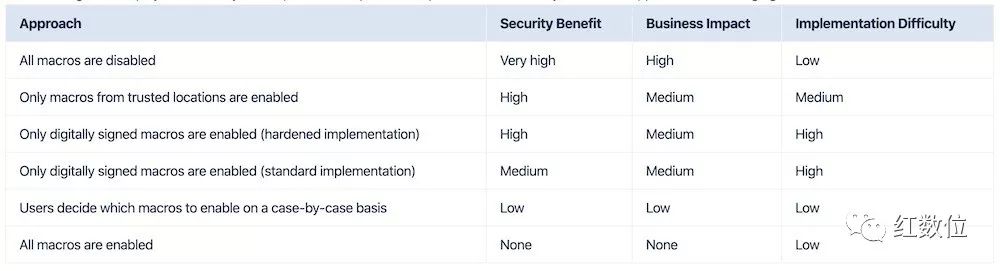 Approach Security Benefit Business Impact Implementation Difficulty
All macros are disabled Very high High Low
Only macros from trusted locations are enabled High Medium Medium
Only digitally signed macros are enabled (hardened implementation) High Medium High
Only digitally signed macros are enabled (standard implementation) Medium Medium High
Users decide which macros to enable on a case-by-case basis Low Low Low
All macros are enabled None None Low
红数位